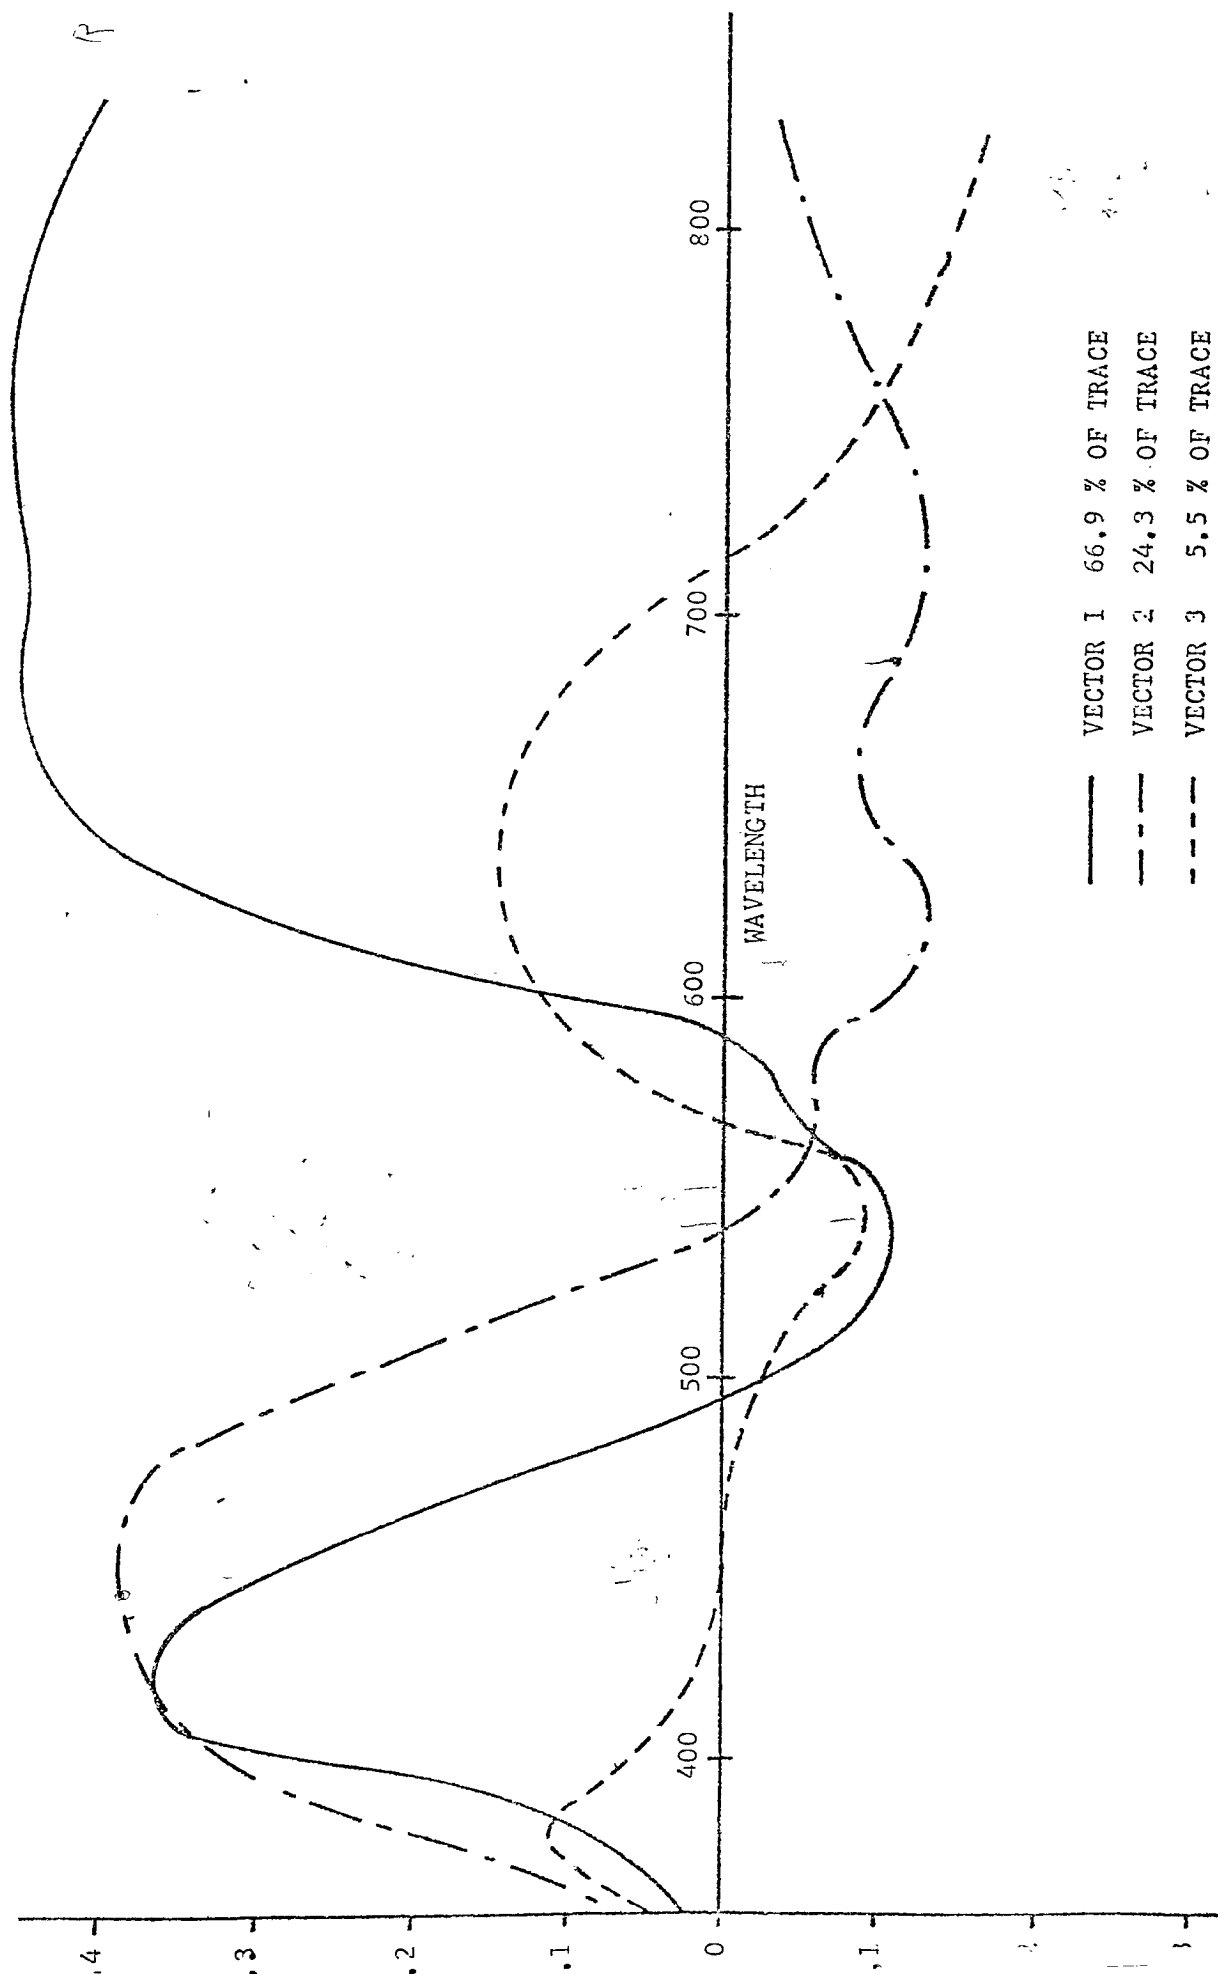 R
.4
.3
.2
.1
0
.1
400
500
600
700
800
WAVELENGTH
VECTOR 1 66.9 % OF TRACE
VECTOR 2 24.3 % OF TRACE
VECTOR 3 5.5 % OF TRACE